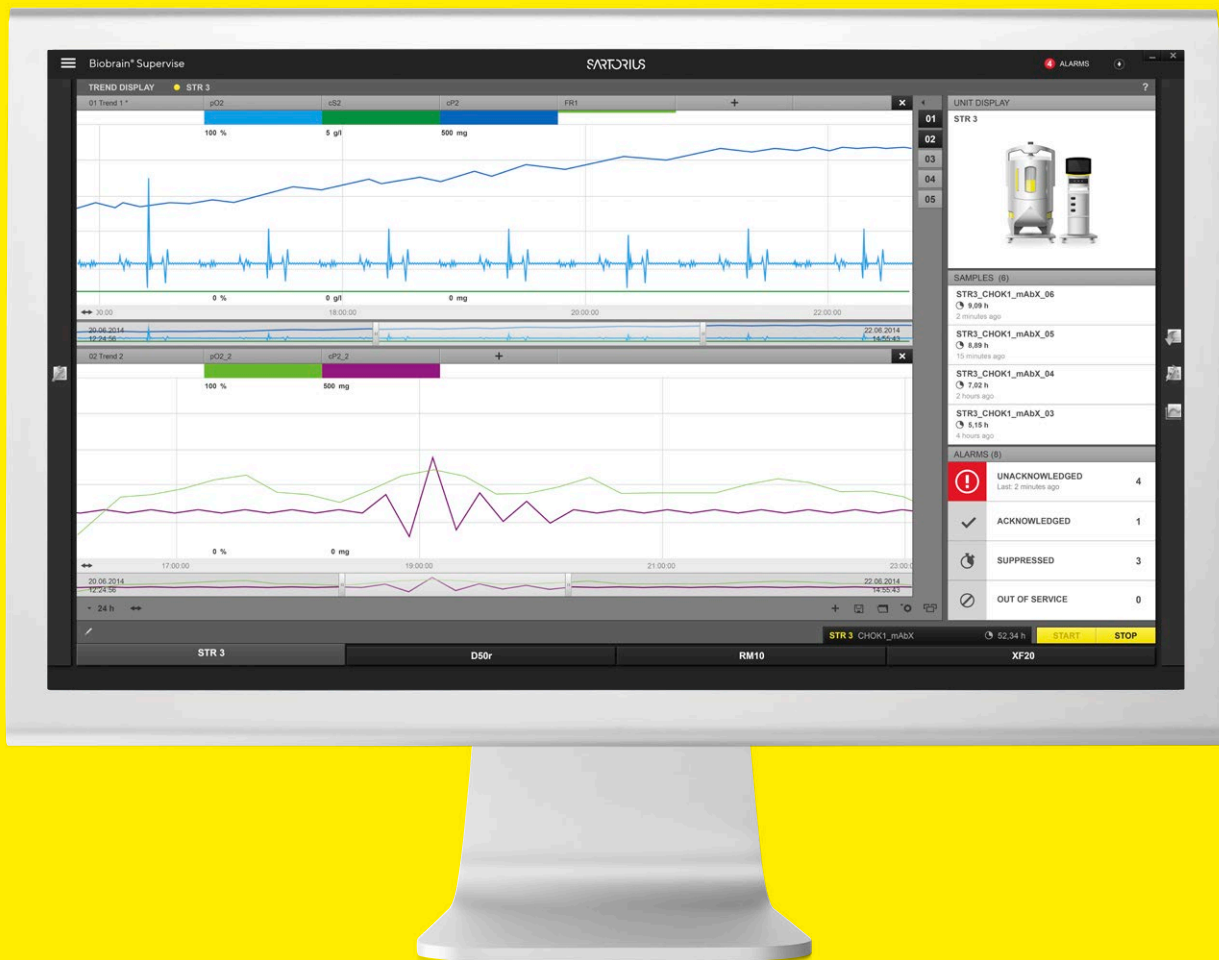 Biobrain® Supervise
SARTORIUS
4 ALARMS
TREND DISPLAY STR 3
?
01 Trend 1 * pO2 cS2 cP2 FR1 +
100 % 5 g/l 500 mg
0 % 0 g/l 0 mg
18:00:00 20:00:00 22:00:00
20.06.2014 22.06.2014
12:24:56 14:55:43
01
02
03
04
05
02 Trend 2 pO2_2 cP2_2 +
100 % 500 mg
0 % 0 mg
17:00:00 19:00:00 21:00:00
20.06.2014 22.06.2014
12:24:56 14:55:43
24 h
UNIT DISPLAY
STR 3
SAMPLES (6)
STR3_CHOK1_mAbX_06
9,09 h
2 minutes ago
STR3_CHOK1_mAbX_05
8,89 h
15 minutes ago
STR3_CHOK1_mAbX_04
7,02 h
2 hours ago
STR3_CHOK1_mAbX_03
5,15 h
4 hours ago
ALARMS (8)
UNACKNOWLEDGED 4
Last: 2 minutes ago
ACKNOWLEDGED 1
SUPPRESSED 3
OUT OF SERVICE 0
STR 3 CHOK1_mAbX 52,34 h START STOP
STR 3 D50r RM10 XF20